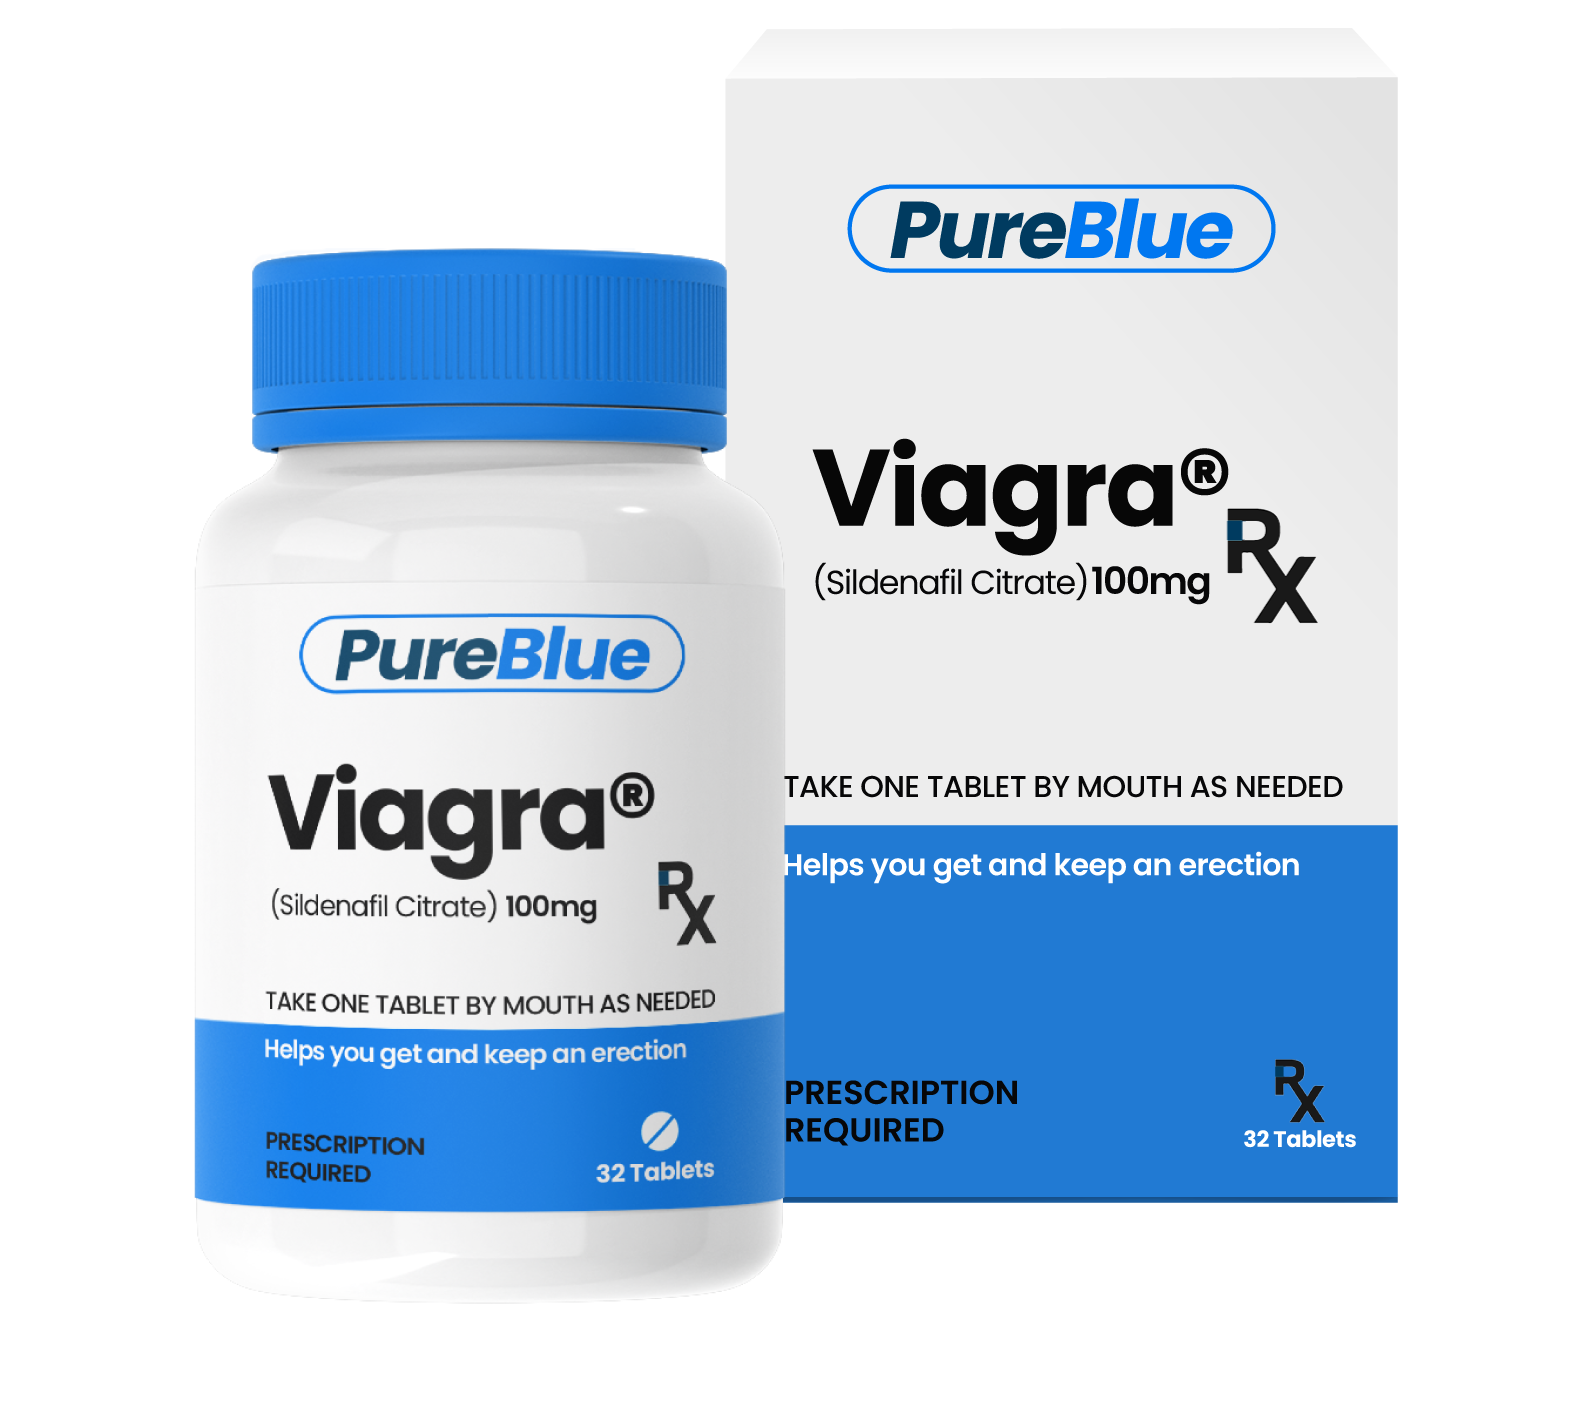 PureBlue
Viagra®
(Sildenafil Citrate) 100mg
Rx
TAKE ONE TABLET BY MOUTH AS NEEDED
Helps you get and keep an erection
PRESCRIPTION
REQUIRED
Rx
32 Tablets
PureBlue
Viagra®
(Sildenafil Citrate) 100mg
Rx
TAKE ONE TABLET BY MOUTH AS NEEDED
Helps you get and keep an erection
PRESCRIPTION
REQUIRED
32 Tablets